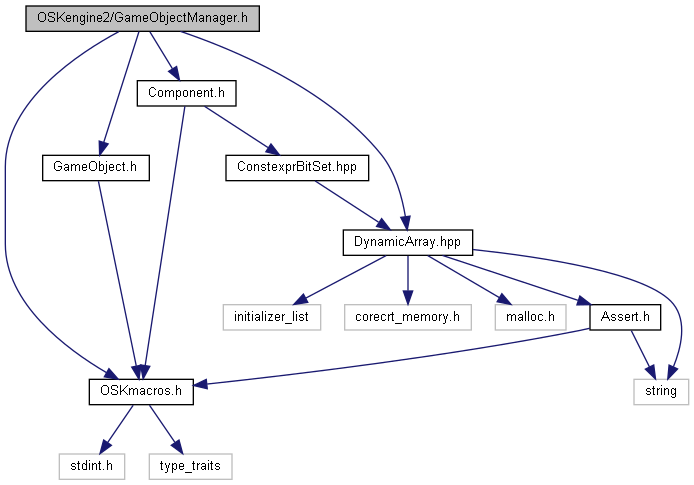 OSKengine2/GameObjectManager.h
Component.h
GameObject.h
ConstexprBitSet.hpp
DynamicArray.hpp
initializer_list
corecrt_memory.h
malloc.h
Assert.h
OSKmacros.h
string
stdint.h
type_traits